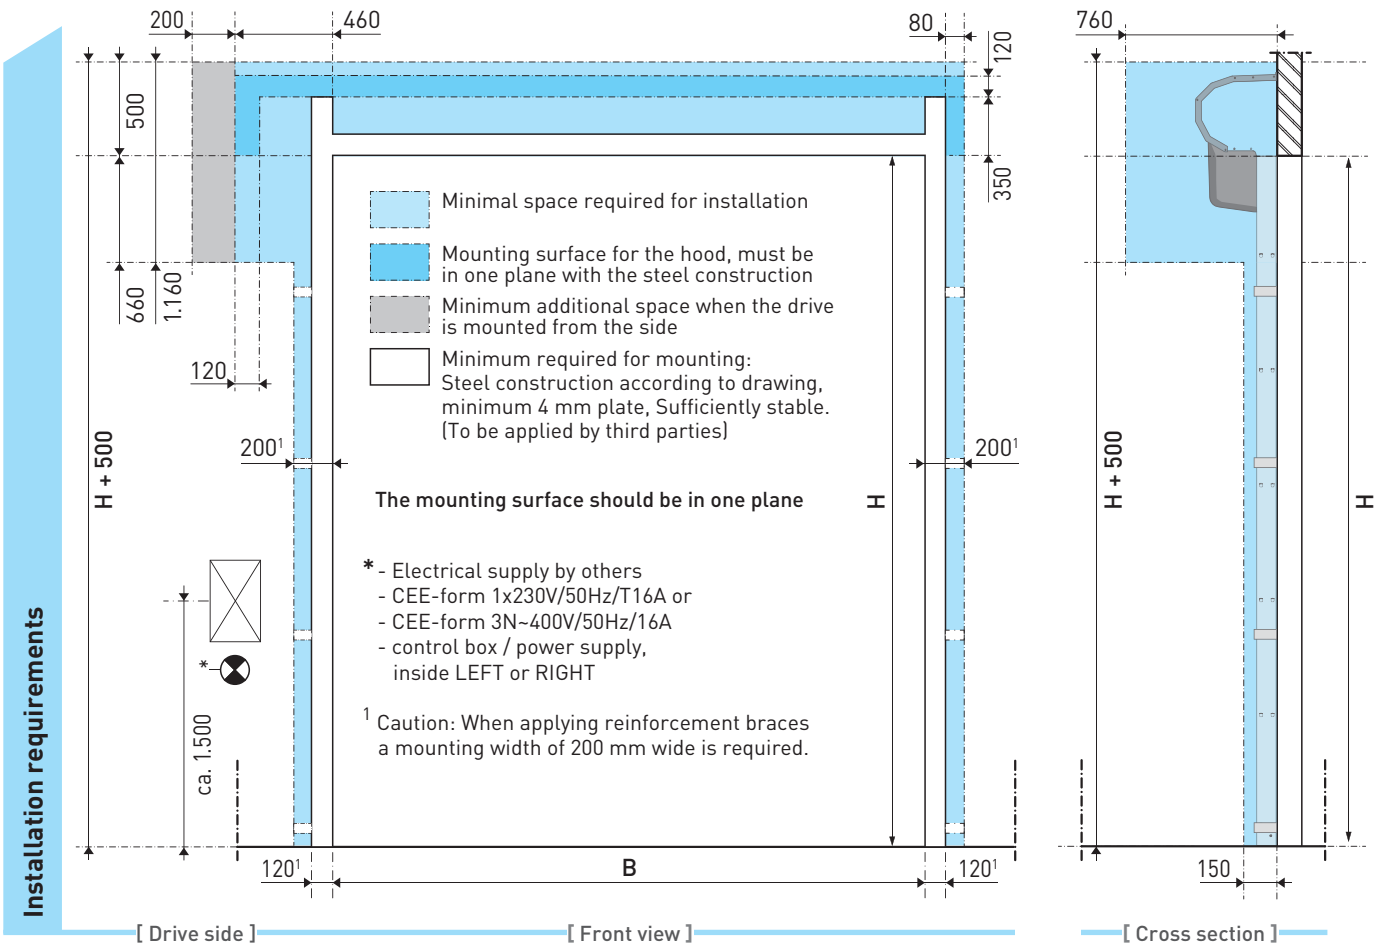 200
460
80
120
760
500
350
660
1.160
120
Minimal space required for installation
Mounting surface for the hood, must be
in one plane with the steel construction
Minimum additional space when the drive
is mounted from the side
Minimum required for mounting:
Steel construction according to drawing,
minimum 4 mm plate, Sufficiently stable.
(To be applied by third parties)
H + 500
200¹
200¹
H + 500
The mounting surface should be in one plane
H
H
* - Electrical supply by others
- CEE-form 1x230V/50Hz/T16A or
- CEE-form 3N~400V/50Hz/16A
- control box / power supply,
inside LEFT or RIGHT
*
¹ Caution: When applying reinforcement braces
a mounting width of 200 mm wide is required.
ca. 1.500
Installation requirements
120¹
B
120¹
150
[ Drive side ]
[ Front view ]
[ Cross section ]